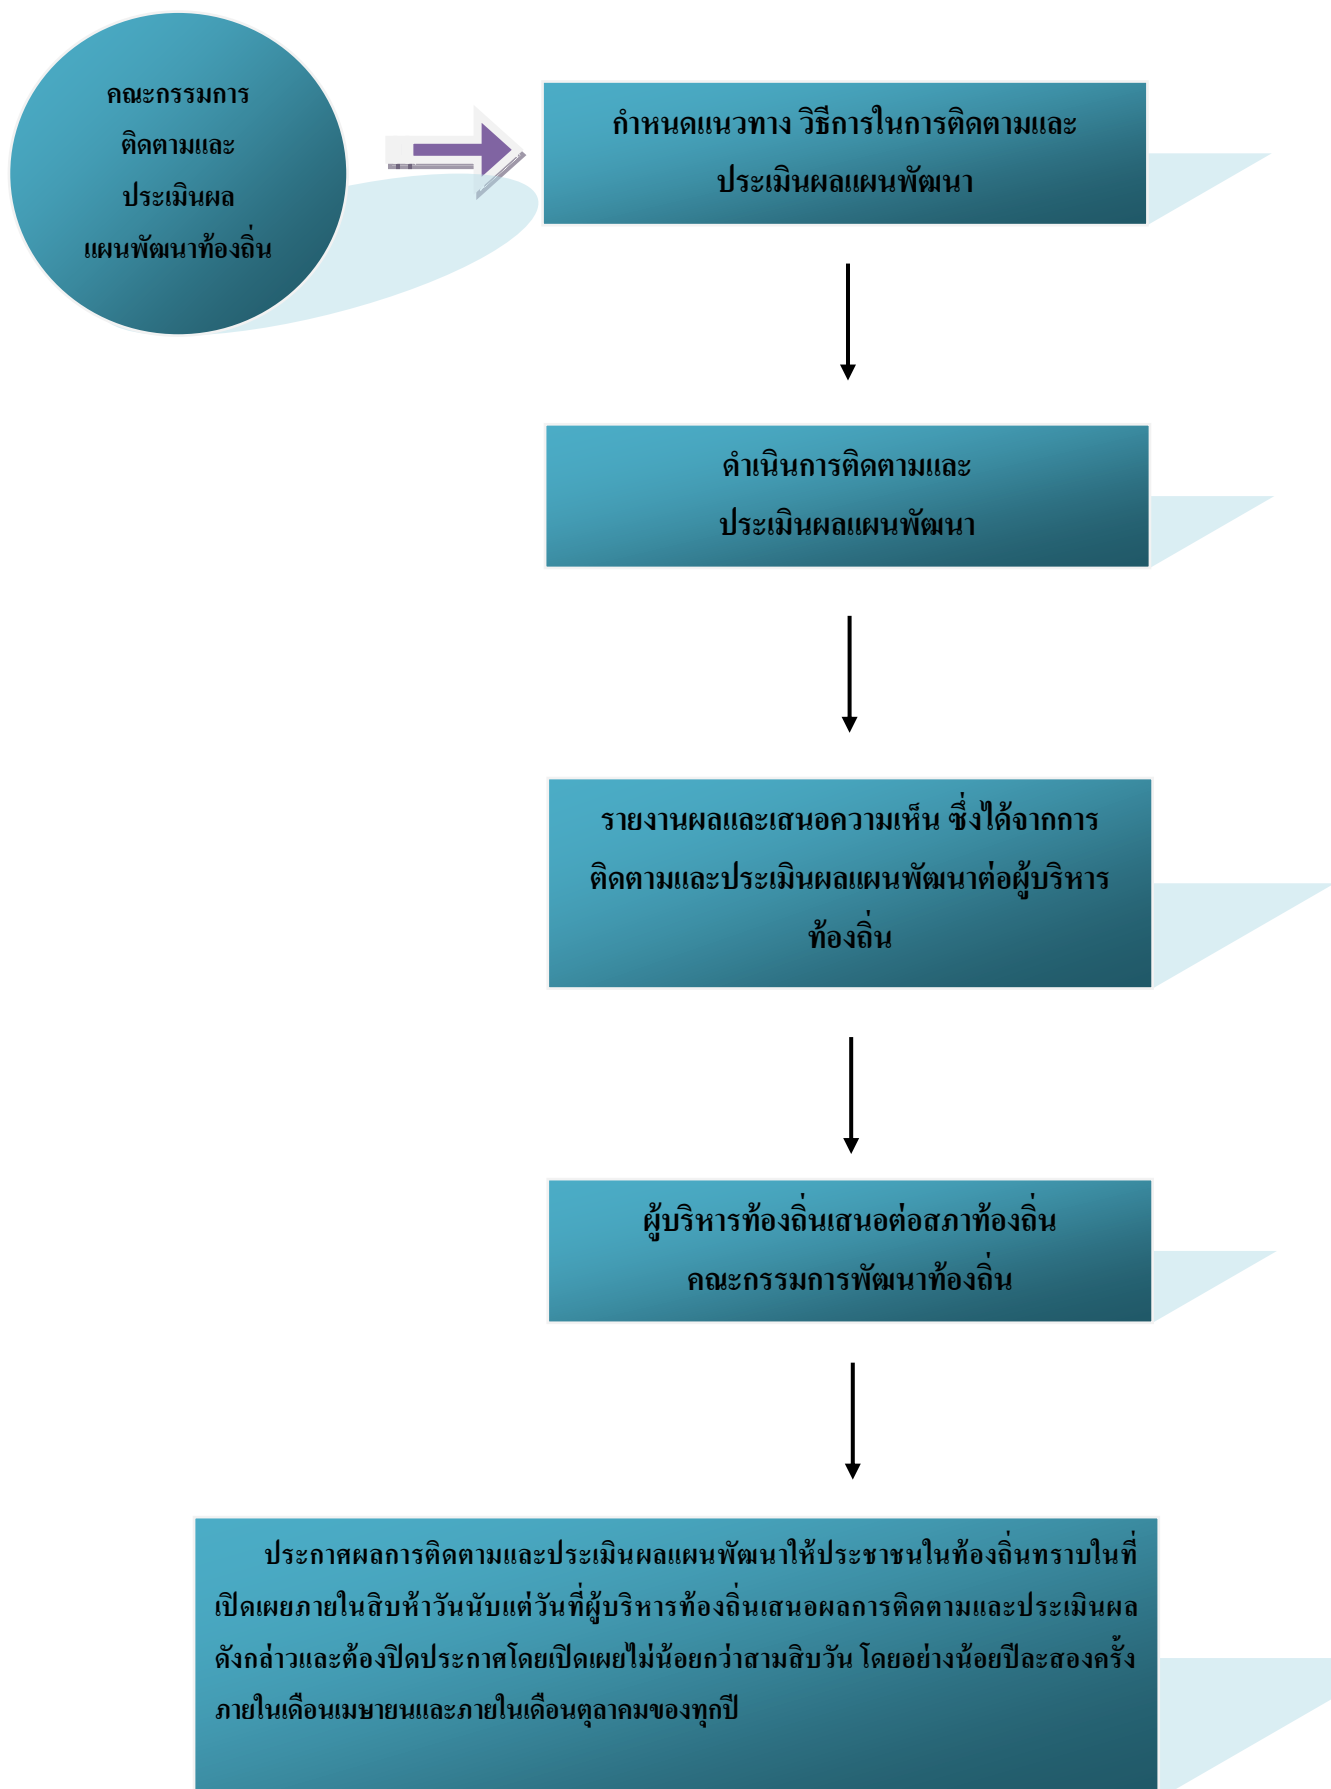 คณะกรรมการ
ติดตามและ
ประเมินผล
แผนพัฒนาท้องถิ่น
กำหนดแนวทาง วิธีการในการติดตามและ
ประเมินผลแผนพัฒนา
ดำเนินการติดตามและ
ประเมินผลแผนพัฒนา
รายงานผลและเสนอความเห็น ซึ่งได้จากการ
ติดตามและประเมินผลแผนพัฒนาต่อผู้บริหาร
ท้องถิ่น
ผู้บริหารท้องถิ่นเสนอต่อสภาท้องถิ่น
คณะกรรมการพัฒนาท้องถิ่น
ประกาศผลการติดตามและประเมินผลแผนพัฒนาให้ประชาชนในท้องถิ่นทราบในที่
เปิดเผยภายในสิบห้าวันนับแต่วันที่ผู้บริหารท้องถิ่นเสนอผลการติดตามและประเมินผล
ดังกล่าวและต้องปิดประกาศโดยเปิดเผยไม่น้อยกว่าสามสิบวัน โดยอย่างน้อยปีละสองครั้ง
ภายในเดือนเมษายนและภายในเดือนตุลาคมของทุกปี